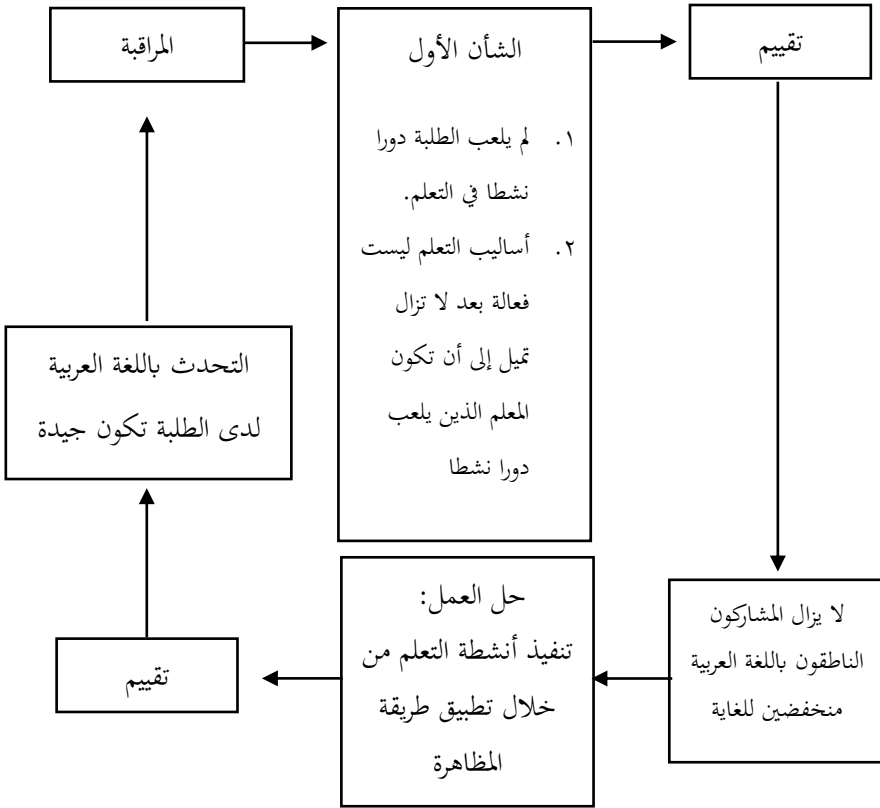 المراقبة
الشأن الأول
١. لم يلعب الطلبة دورا
نشطا في التعلم.
٢. أساليب التعلم ليست
فعالة بعد لا تزال
تميل إلى أن تكون
المعلم الذين يلعب
دورا نشطا
تقييم
لا يزال المشاركون
الناطقون باللغة العربية
منخفضين للغاية
حل العمل:
تنفيذ أنشطة التعلم من
خلال تطبيق طريقة
المظاهرة
تقييم
التحدث باللغة العربية
لدى الطلبة تكون جيدة